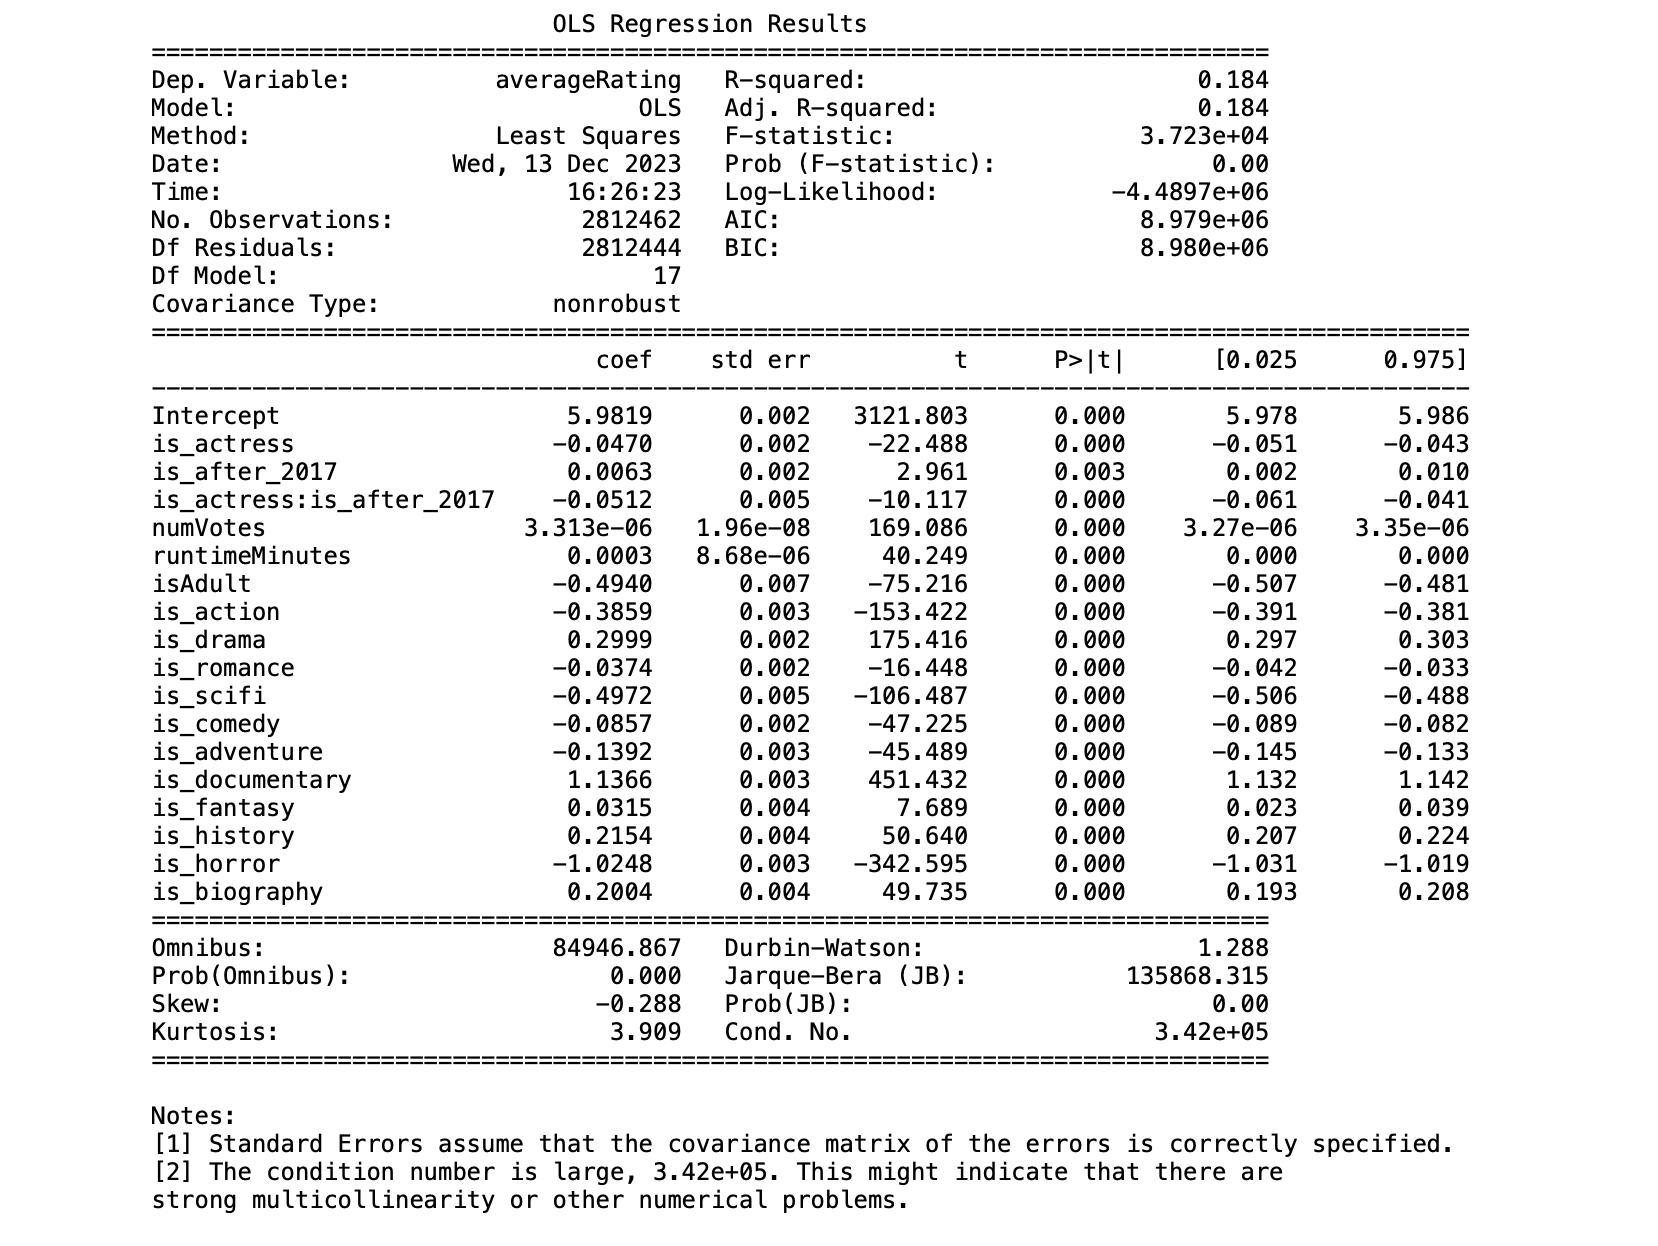 OLS Regression Results
==============================================================================
Dep. Variable:          averageRating   R-squared:                       0.184
Model:                            OLS   Adj. R-squared:                  0.184
Method:                 Least Squares   F-statistic:                 3.723e+04
Date:                Wed, 13 Dec 2023   Prob (F-statistic):               0.00
Time:                        16:26:23   Log-Likelihood:            -4.4897e+06
No. Observations:             2812462   AIC:                         8.979e+06
Df Residuals:                 2812444   BIC:                         8.980e+06
Df Model:                          17
Covariance Type:            nonrobust
============================================================================================
                               coef    std err          t      P>|t|      [0.025      0.975]
--------------------------------------------------------------------------------------------
Intercept                    5.9819      0.002   3121.803      0.000       5.978       5.986
is_actress                  -0.0470      0.002    -22.488      0.000      -0.051      -0.043
is_after_2017                0.0063      0.002      2.961      0.003       0.002       0.010
is_actress:is_after_2017    -0.0512      0.005    -10.117      0.000      -0.061      -0.041
numVotes                  3.313e-06   1.96e-08    169.086      0.000    3.27e-06    3.35e-06
runtimeMinutes               0.0003   8.68e-06     40.249      0.000       0.000       0.000
isAdult                     -0.4940      0.007    -75.216      0.000      -0.507      -0.481
is_action                   -0.3859      0.003   -153.422      0.000      -0.391      -0.381
is_drama                     0.2999      0.002    175.416      0.000       0.297       0.303
is_romance                  -0.0374      0.002    -16.448      0.000      -0.042      -0.033
is_scifi                    -0.4972      0.005   -106.487      0.000      -0.506      -0.488
is_comedy                   -0.0857      0.002    -47.225      0.000      -0.089      -0.082
is_adventure                -0.1392      0.003    -45.489      0.000      -0.145      -0.133
is_documentary               1.1366      0.003    451.432      0.000       1.132       1.142
is_fantasy                   0.0315      0.004      7.689      0.000       0.023       0.039
is_history                   0.2154      0.004     50.640      0.000       0.207       0.224
is_horror                   -1.0248      0.003   -342.595      0.000      -1.031      -1.019
is_biography                 0.2004      0.004     49.735      0.000       0.193       0.208
==============================================================================
Omnibus:                    84946.867   Durbin-Watson:                   1.288
Prob(Omnibus):                  0.000   Jarque-Bera (JB):           135868.315
Skew:                          -0.288   Prob(JB):                         0.00
Kurtosis:                       3.909   Cond. No.                     3.42e+05
==============================================================================
Notes:
[1] Standard Errors assume that the covariance matrix of the errors is correctly specified.
[2] The condition number is large, 3.42e+05. This might indicate that there are
strong multicollinearity or other numerical problems.